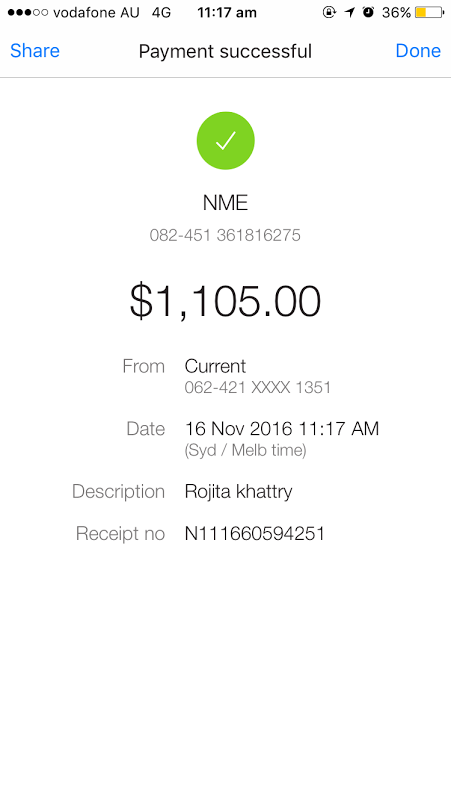 vodafone AU 4G 11:17 am 36%
Share Payment successful Done
NME
082-451 361816275
$1,105.00
From Current
062-421 XXXX 1351
Date 16 Nov 2016 11:17 AM
(Syd / Melb time)
Description Rojita khattry
Receipt no N111660594251